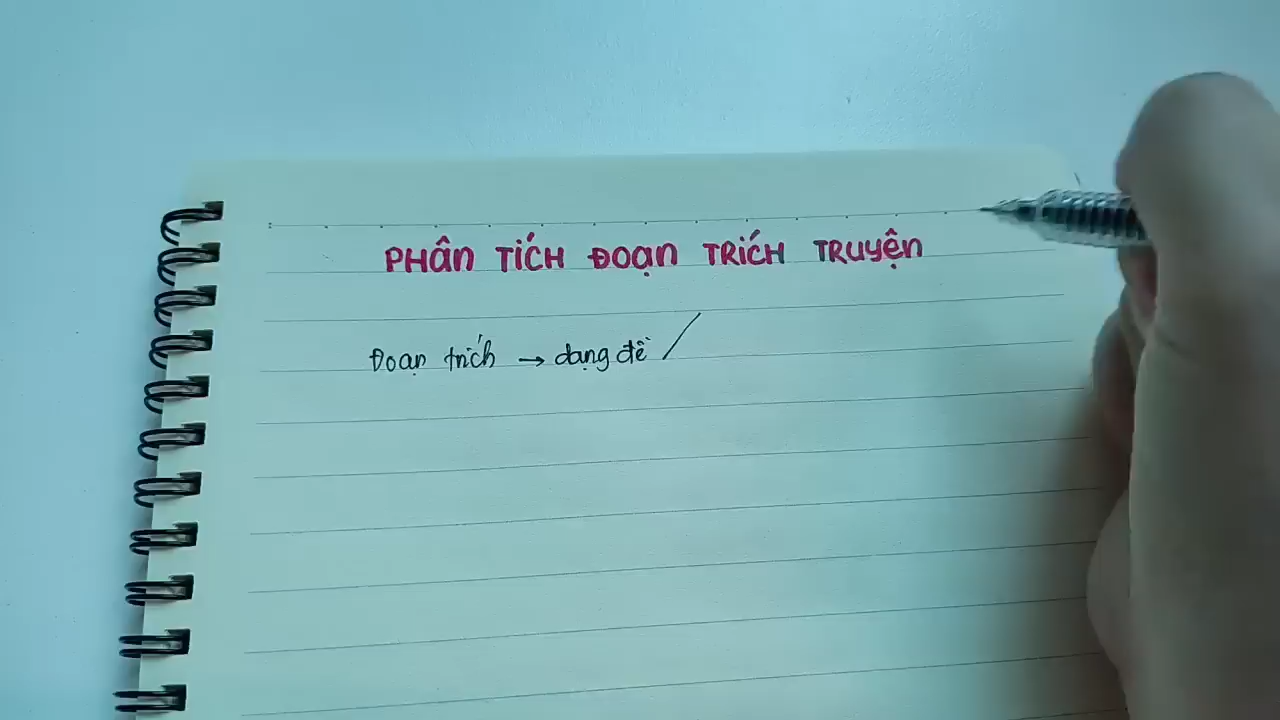 PHÂN TÍCH ĐOẠN TRÍCH TRUYỆN
Đoạn trích → dạng đề /